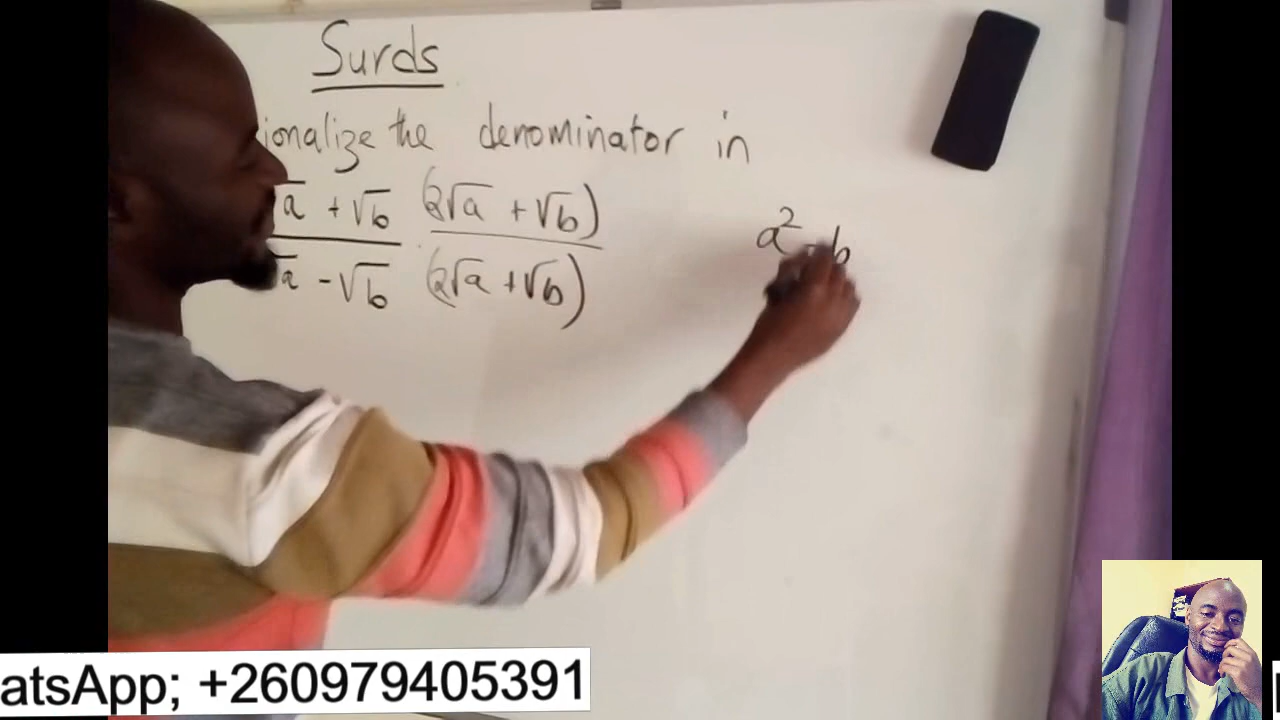 Surds
ionalize the denominator in
√a + √b (2√a + √b)
√a - √b (2√a + √b)
a² - b
atsApp; +260979405391